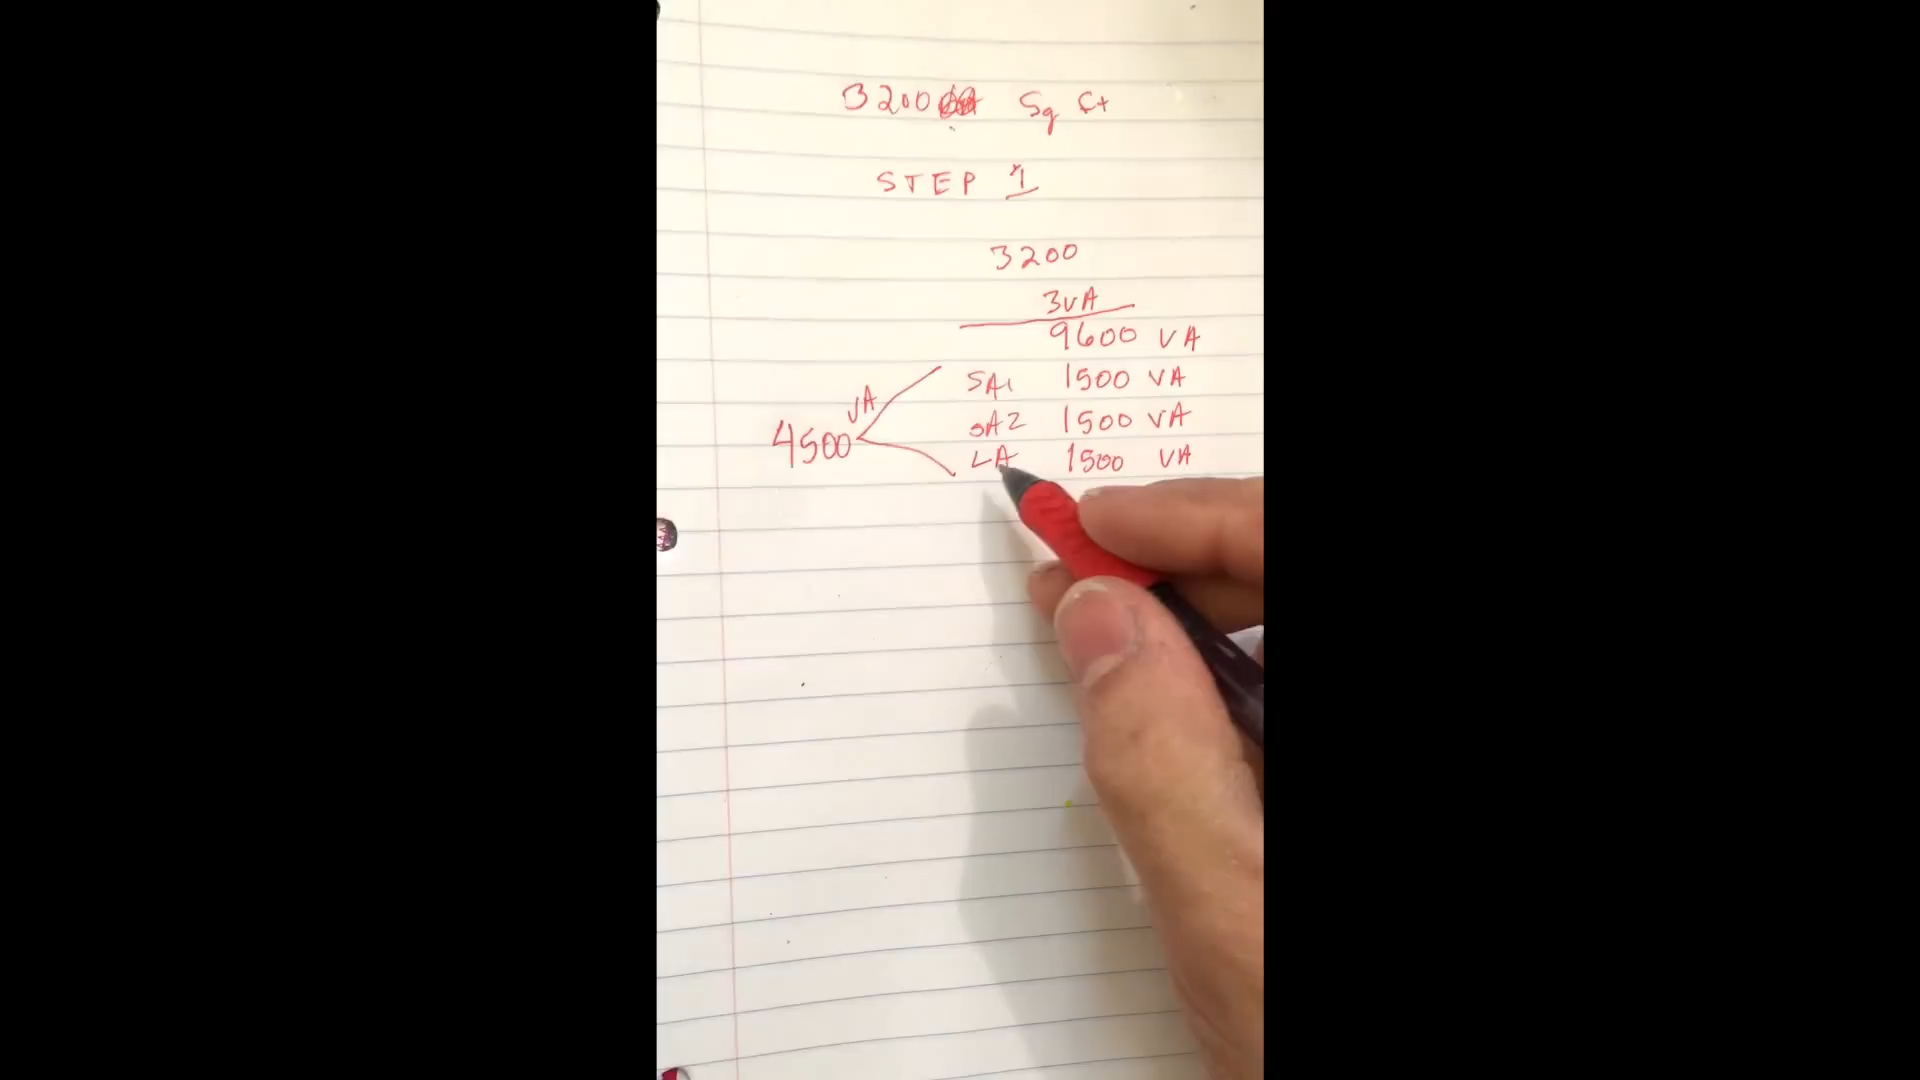 3200 Sq Ft
STEP 1
3200
3VA
9600 VA
SA1 1500 VA
SA2 1500 VA
LA 1500 VA
4500 VA